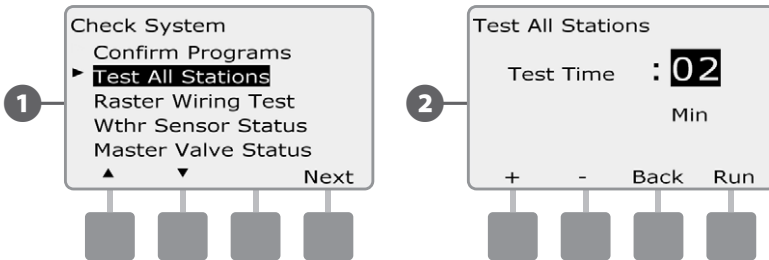 1
Check System
Confirm Programs
► Test All Stations
Raster Wiring Test
Wthr Sensor Status
Master Valve Status
▲ ▼ Next
2
Test All Stations
Test Time :02
Min
+ - Back Run